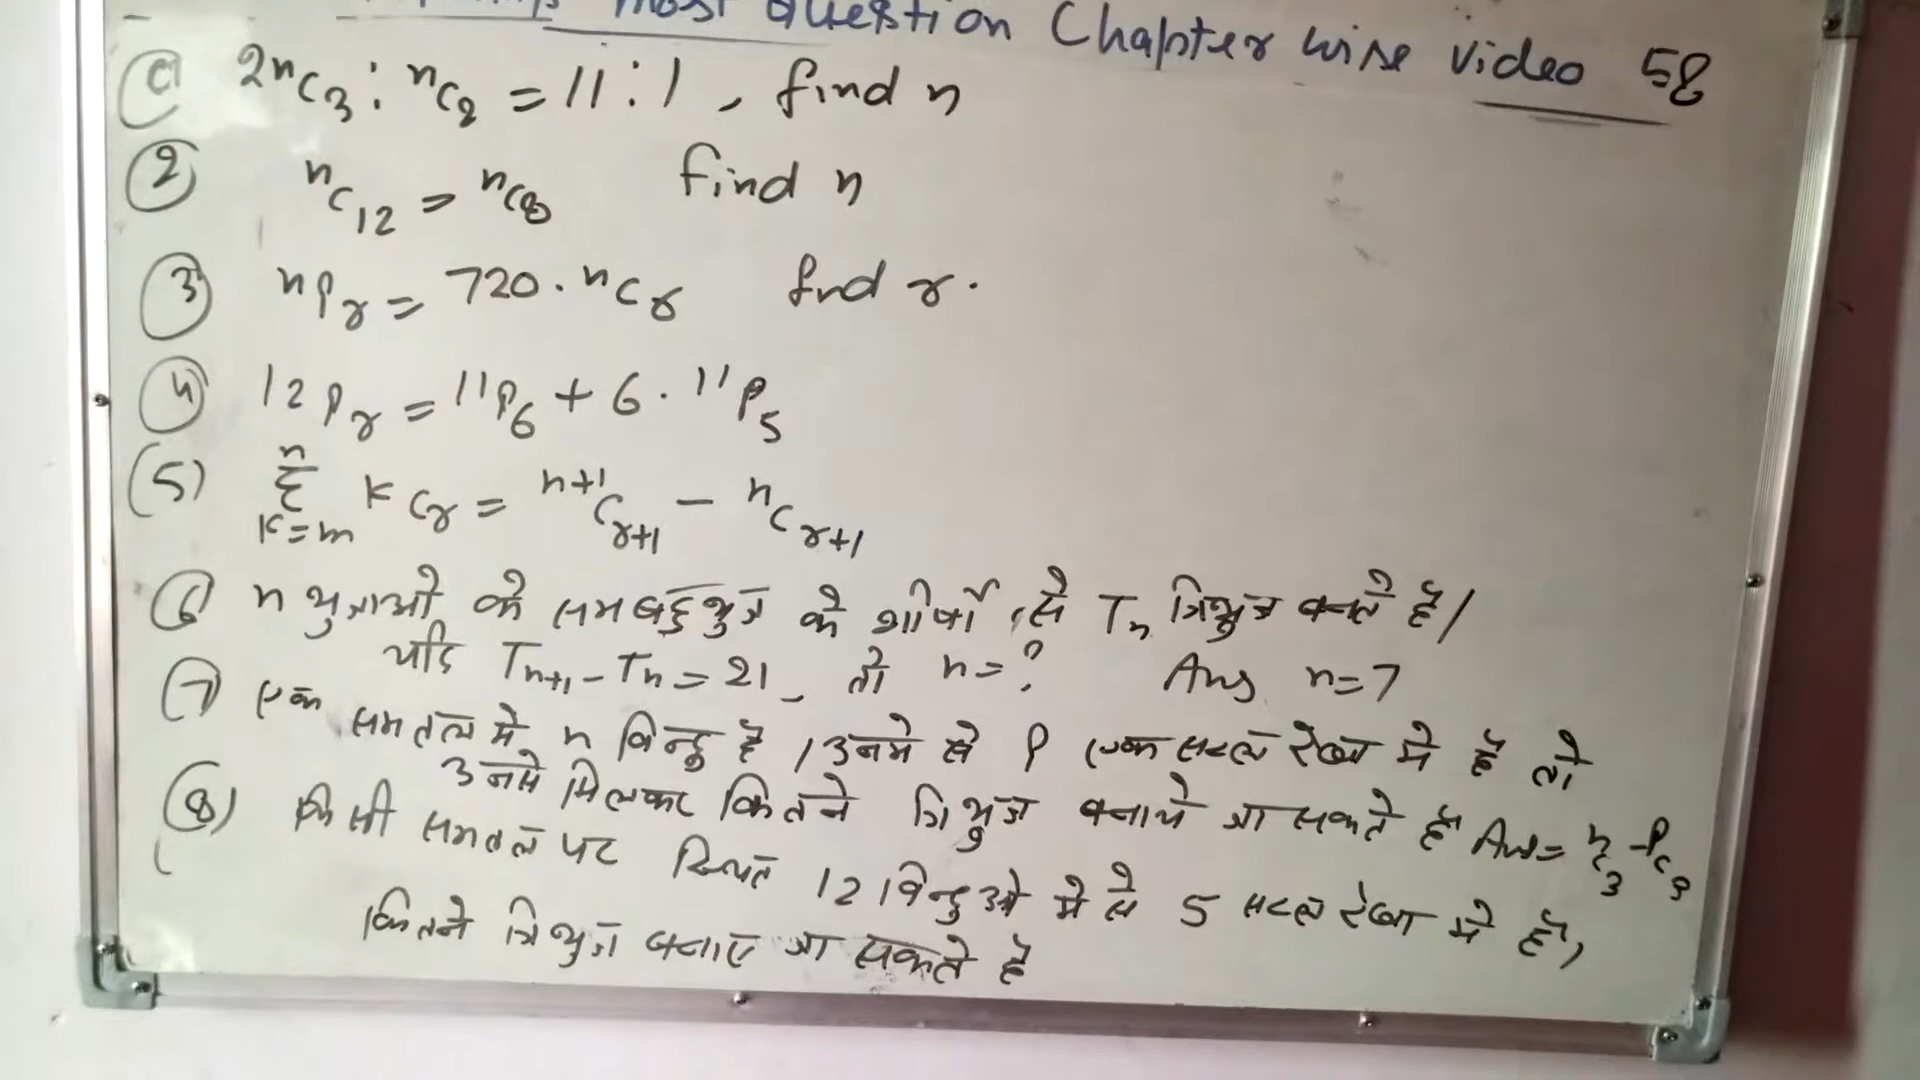 most Question Chapter wise video 58
(1) 2nC3 : nC2 = 11 : 1, find n
(2) nC12 = nC8 find n
(3) nPr = 720 . nCr fnd r.
(4) 12Pr = 11P6 + 6 . 11P5
(5) n Σ k=m kCr = n+1Cr+1 - nCr+1
(6) n भुजाओ के समबहुभुज के शीर्षों से Tn त्रिभुज बनते है।
यदि Tn+1 - Tn = 21, तो n = ? Ans n = 7
(7) एक समतल मे n बिन्दु है। उनमे से P एक सरल रेखा मे हैं तो
उनसे मिलकर कितने त्रिभुज बनाये जा सकते हैं Ans = nC3 - PC3
(8) किसी समतल पर स्थित 12 बिन्दुओ मे से 5 सरल रेखा मे हैं,
कितने त्रिभुज बनाए जा सकते है